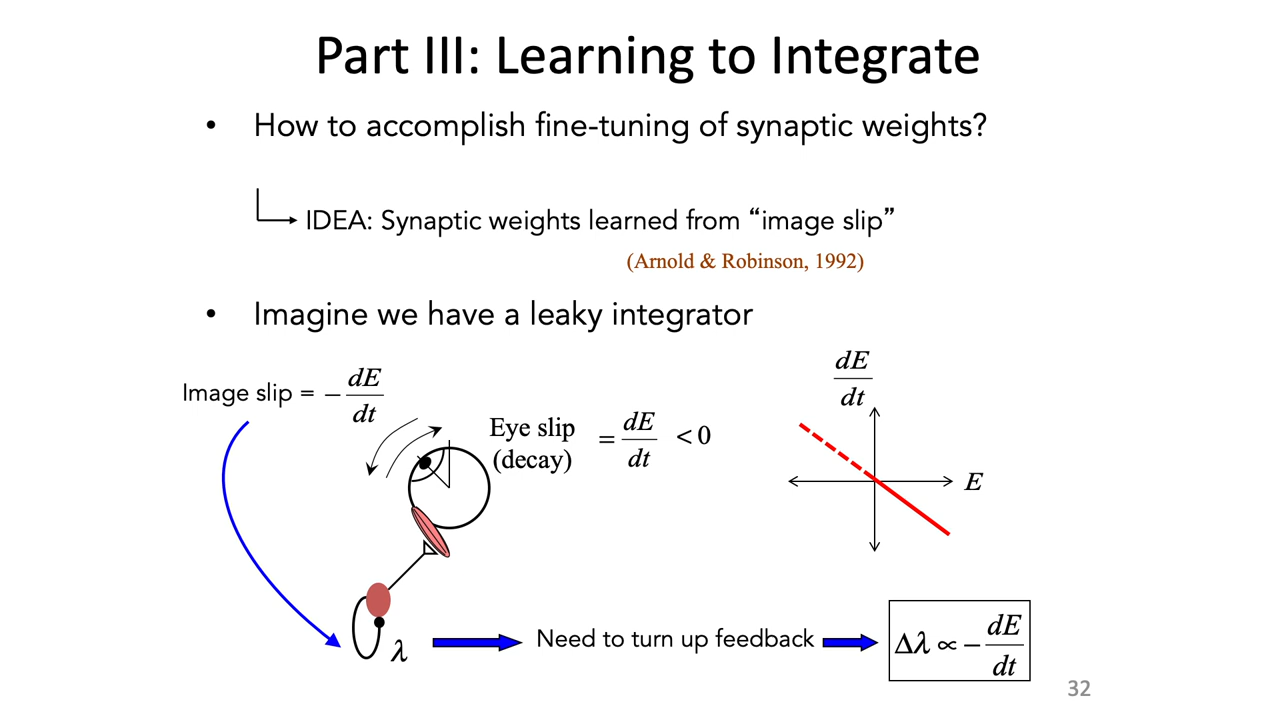 Part III: Learning to Integrate
• How to accomplish fine-tuning of synaptic weights?
IDEA: Synaptic weights learned from “image slip”
(Arnold & Robinson, 1992)
• Imagine we have a leaky integrator
Image slip = − dE/dt
Eye slip (decay) = dE/dt < 0
dE/dt
E
λ
Need to turn up feedback
Δλ ∝ − dE/dt
32